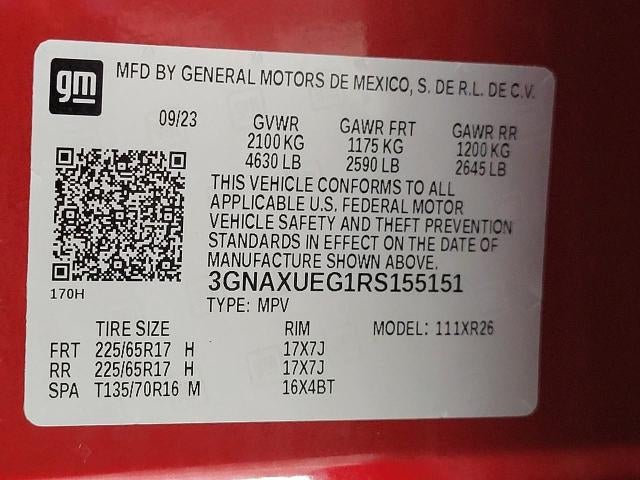 gm
MFD BY GENERAL MOTORS DE MEXICO, S. DE R.L. DE C.V.
09/23 GVWR GAWR FRT GAWR RR
2100 KG 1175 KG 1200 KG
4630 LB 2590 LB 2645 LB
THIS VEHICLE CONFORMS TO ALL
APPLICABLE U.S. FEDERAL MOTOR
VEHICLE SAFETY AND THEFT PREVENTION
STANDARDS IN EFFECT ON THE DATE OF
MANUFACTURE SHOWN ABOVE.
3GNAXUEG1RS155151
170H
TYPE: MPV
TIRE SIZE RIM MODEL: 111XR26
FRT 225/65R17 H 17X7J
RR 225/65R17 H 17X7J
SPA T135/70R16 M 16X4BT